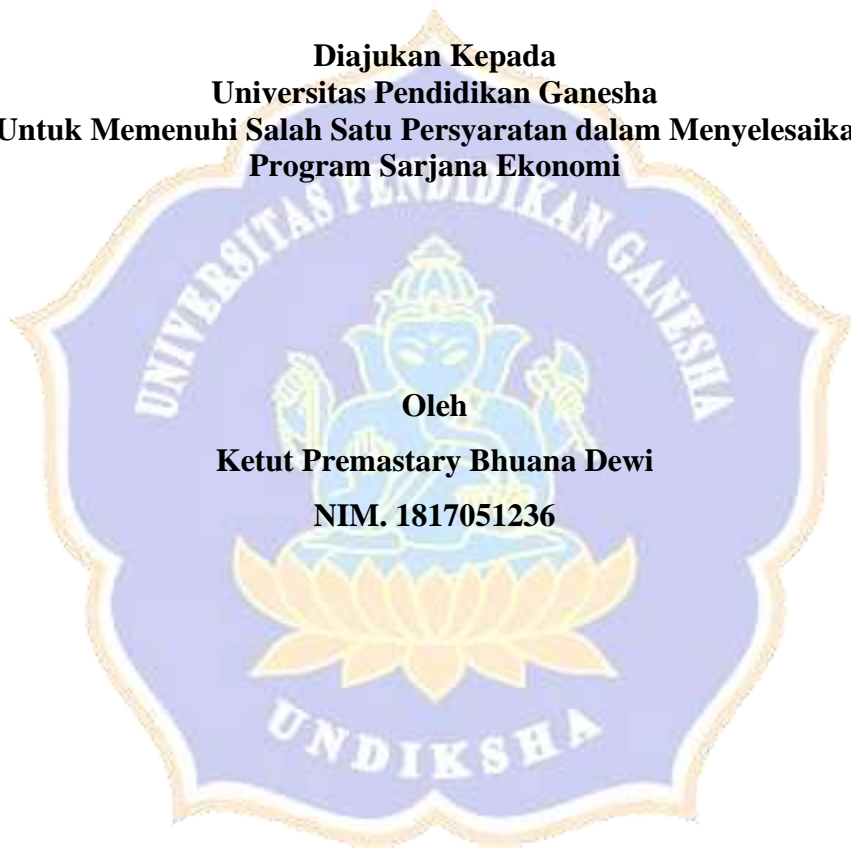 Diajukan Kepada
Universitas Pendidikan Ganesha
Untuk Memenuhi Salah Satu Persyaratan dalam Menyelesaika
Program Sarjana Ekonomi
UNIVERSITAS PENDIDIKAN GANESHA
Oleh
Ketut Premastary Bhuana Dewi
NIM. 1817051236
UNDIKSHA